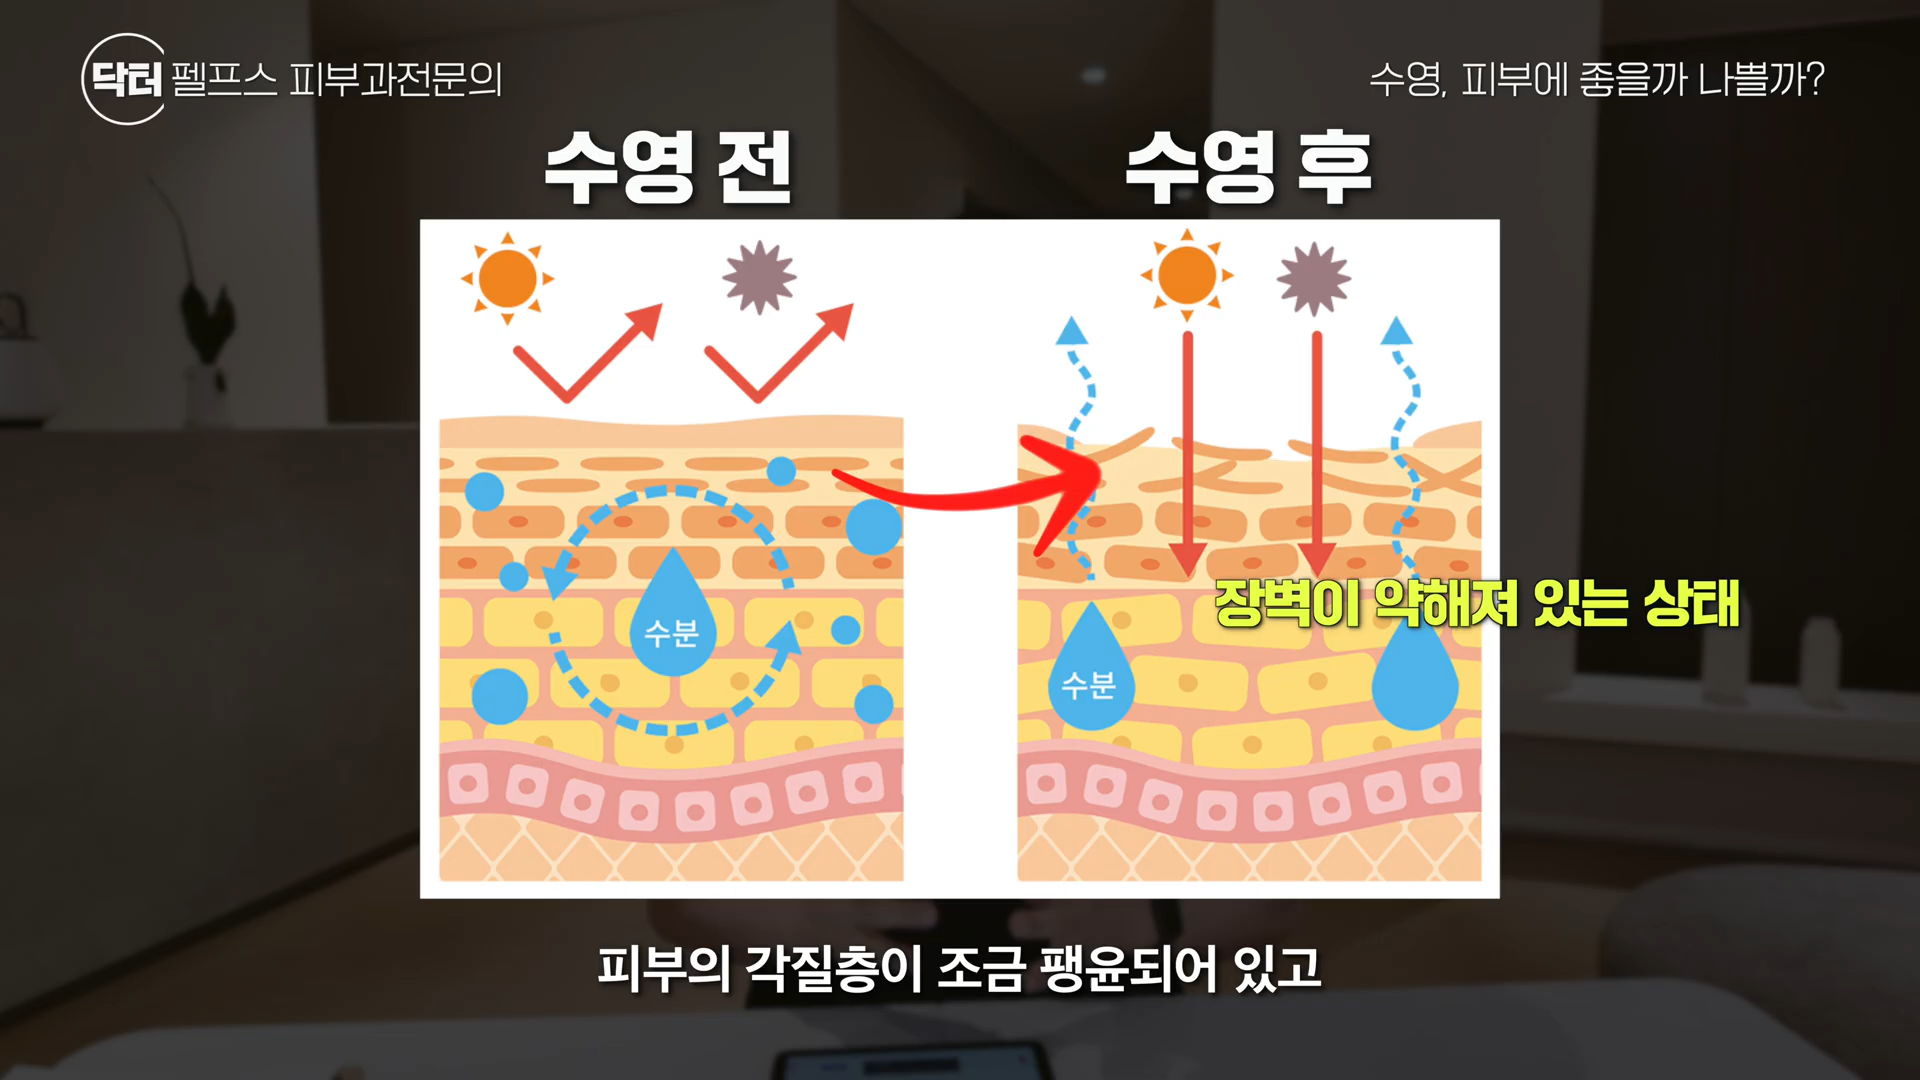 닥터 펠프스 피부과전문의
수영, 피부에 좋을까 나쁠까?
수영 전
수영 후
수분
수분
장벽이 약해져 있는 상태
피부의 각질층이 조금 팽윤되어 있고